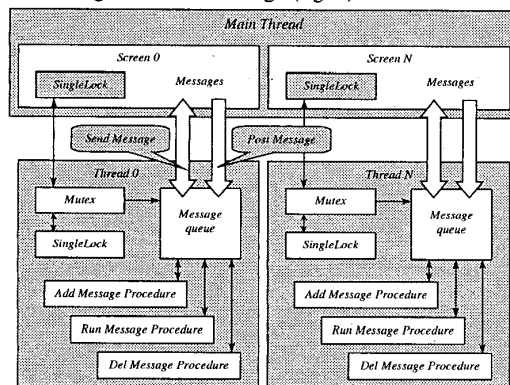 Main Thread
Screen 0
SingleLock
Messages
Screen N
SingleLock
Messages
Send Message
Post Message
Thread 0
Mutex
SingleLock
Message
queue
Add Message Procedure
Run Message Procedure
Del Message Procedure
Thread N
Mutex
SingleLock
Message
queue
Add Message Procedure
Run Message Procedure
Del Message Procedure